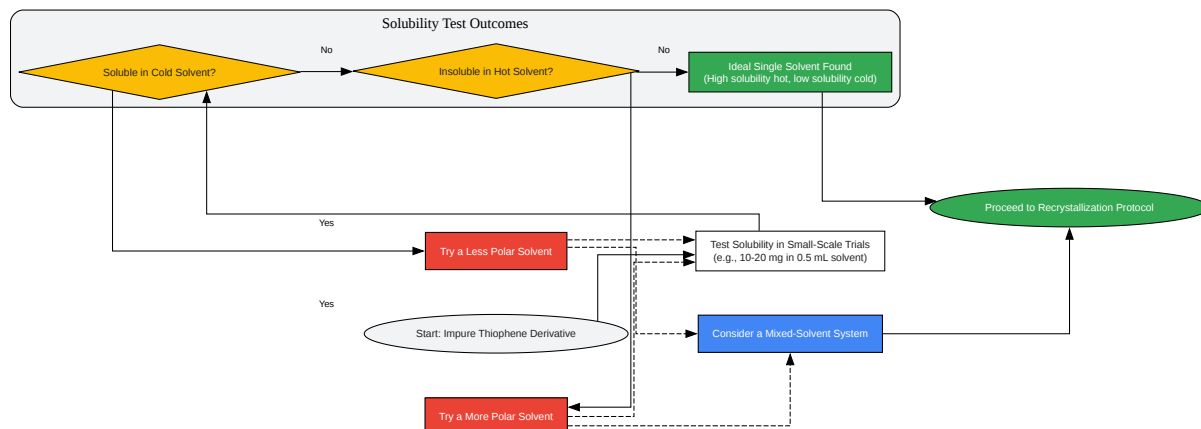 Solubility Test Outcomes
Soluble in Cold Solvent?
No
Insoluble in Hot Solvent?
No
Ideal Single Solvent Found
(High solubility hot, low solubility cold)
Proceed to Recrystallization Protocol
Yes
Try a Less Polar Solvent
Test Solubility in Small-Scale Trials
(e.g., 10-20 mg in 0.5 mL solvent)
Yes
Start: Impure Thiophene Derivative
Consider a Mixed-Solvent System
Try a More Polar Solvent